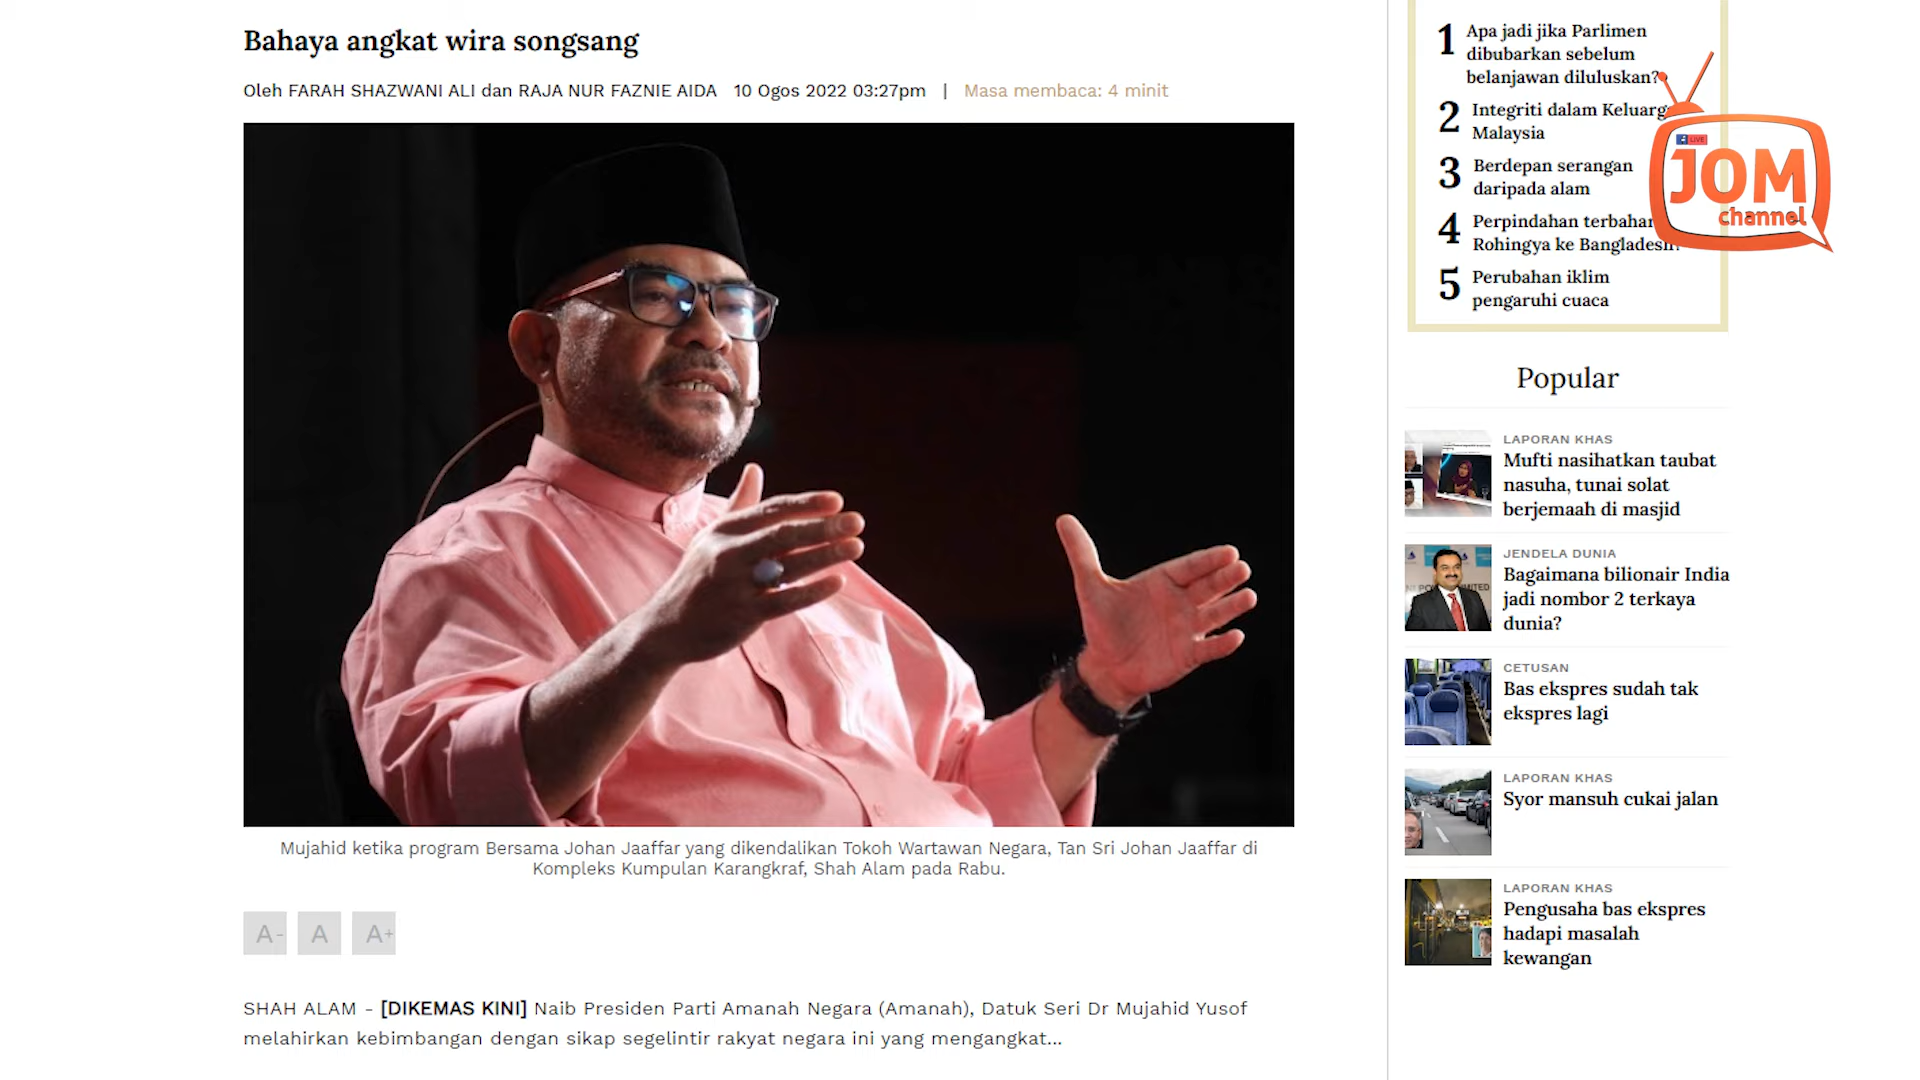 Bahaya angkat wira songsang
Oleh FARAH SHAZWANI ALI dan RAJA NUR FAZNIE AIDA 10 Ogos 2022 03:27pm | Masa membaca: 4 minit
Mujahid ketika program Bersama Johan Jaaffar yang dikendalikan Tokoh Wartawan Negara, Tan Sri Johan Jaaffar di
Kompleks Kumpulan Karangkraf, Shah Alam pada Rabu.
A- A A+
SHAH ALAM - [DIKEMAS KINI] Naib Presiden Parti Amanah Negara (Amanah), Datuk Seri Dr Mujahid Yusof
melahirkan kebimbangan dengan sikap segelintir rakyat negara ini yang mengangkat...
1 Apa jadi jika Parlimen
dibubarkan sebelum
belanjawan diluluskan?
2 Integriti dalam Keluarga
Malaysia
3 Berdepan serangan
daripada alam
4 Perpindahan terbahar
Rohingya ke Bangladesh?
5 Perubahan iklim
pengaruhi cuaca
LIVE
JOM
channel
Popular
LAPORAN KHAS
Mufti nasihatkan taubat
nasuha, tunai solat
berjemaah di masjid
JENDELA DUNIA
Bagaimana bilionair India
jadi nombor 2 terkaya
dunia?
CETUSAN
Bas ekspres sudah tak
ekspres lagi
LAPORAN KHAS
Syor mansuh cukai jalan
LAPORAN KHAS
Pengusaha bas ekspres
hadapi masalah
kewangan